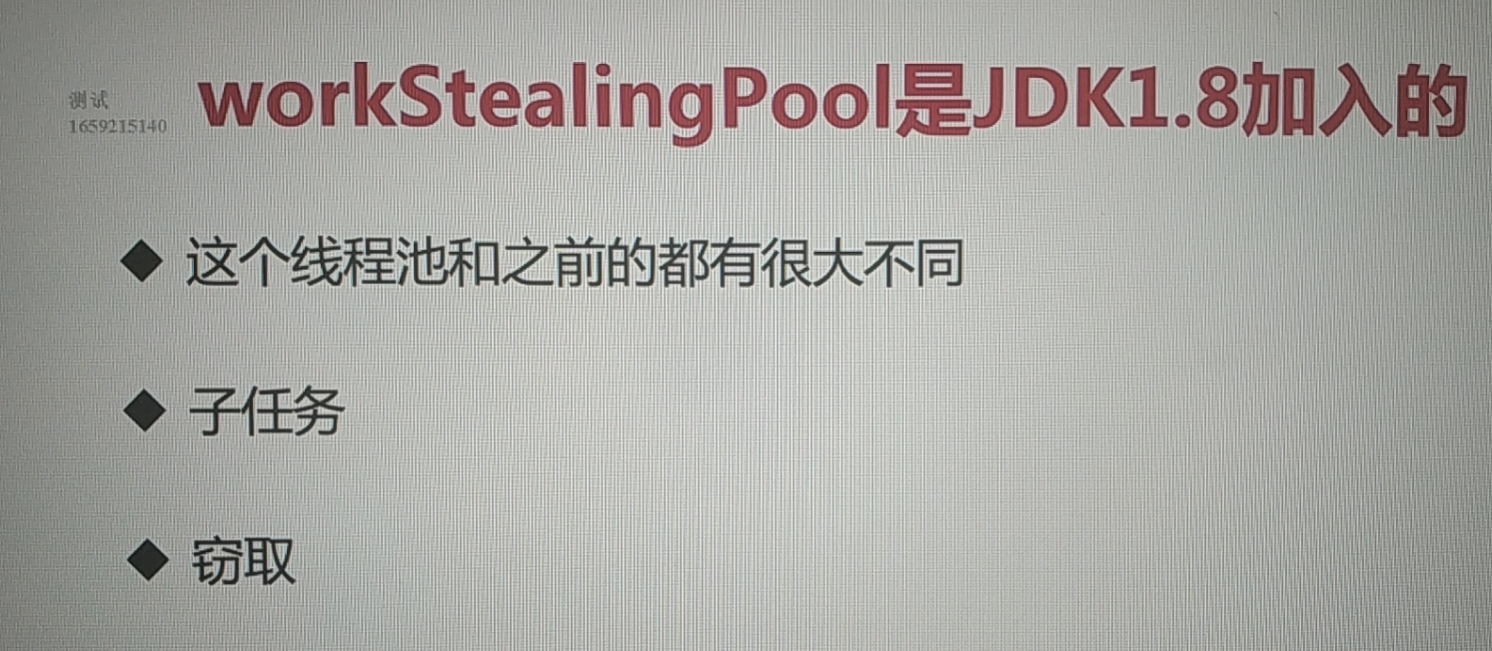 测试
1659215140
workStealingPool是JDK1.8加入的
◆ 这个线程池和之前的都有很大不同
◆ 子任务
◆ 窃取